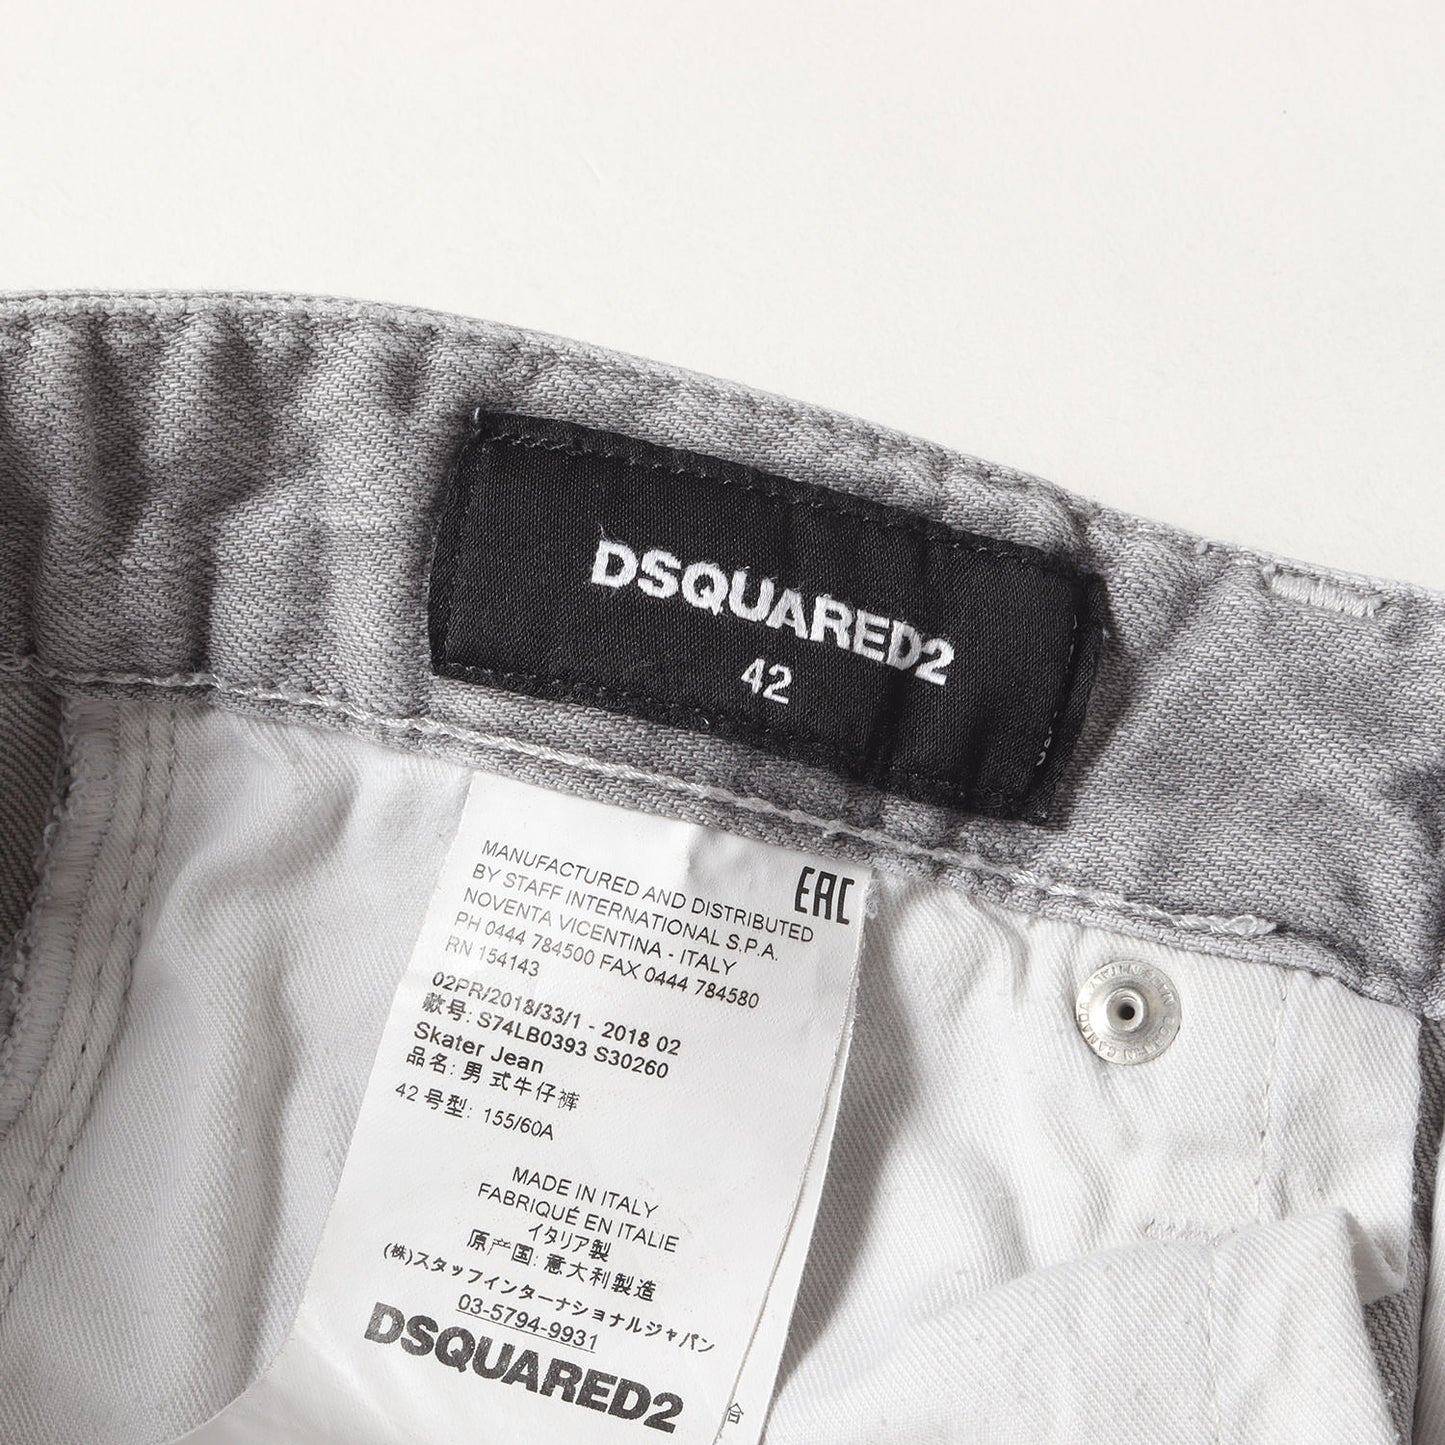 DSQUARED2
42
EAC
MANUFACTURED AND DISTRIBUTED
BY STAFF INTERNATIONAL S.P.A.
NOVENTA VICENTINA - ITALY
PH 0444 784500 FAX 0444 784580
RN 154143
02PR/2018/33/1 - 2018 02
款号: S74LB0393 S30260
Skater Jean
品名: 男 式牛仔裤
42 号型: 155/60A
MADE IN ITALY
FABRIQUÉ EN ITALIE
イタリア製
原产国: 意大利製造
(株)スタッフインターナショナルジャパン
03-5794-9931
DSQUARED2
合
CANADA